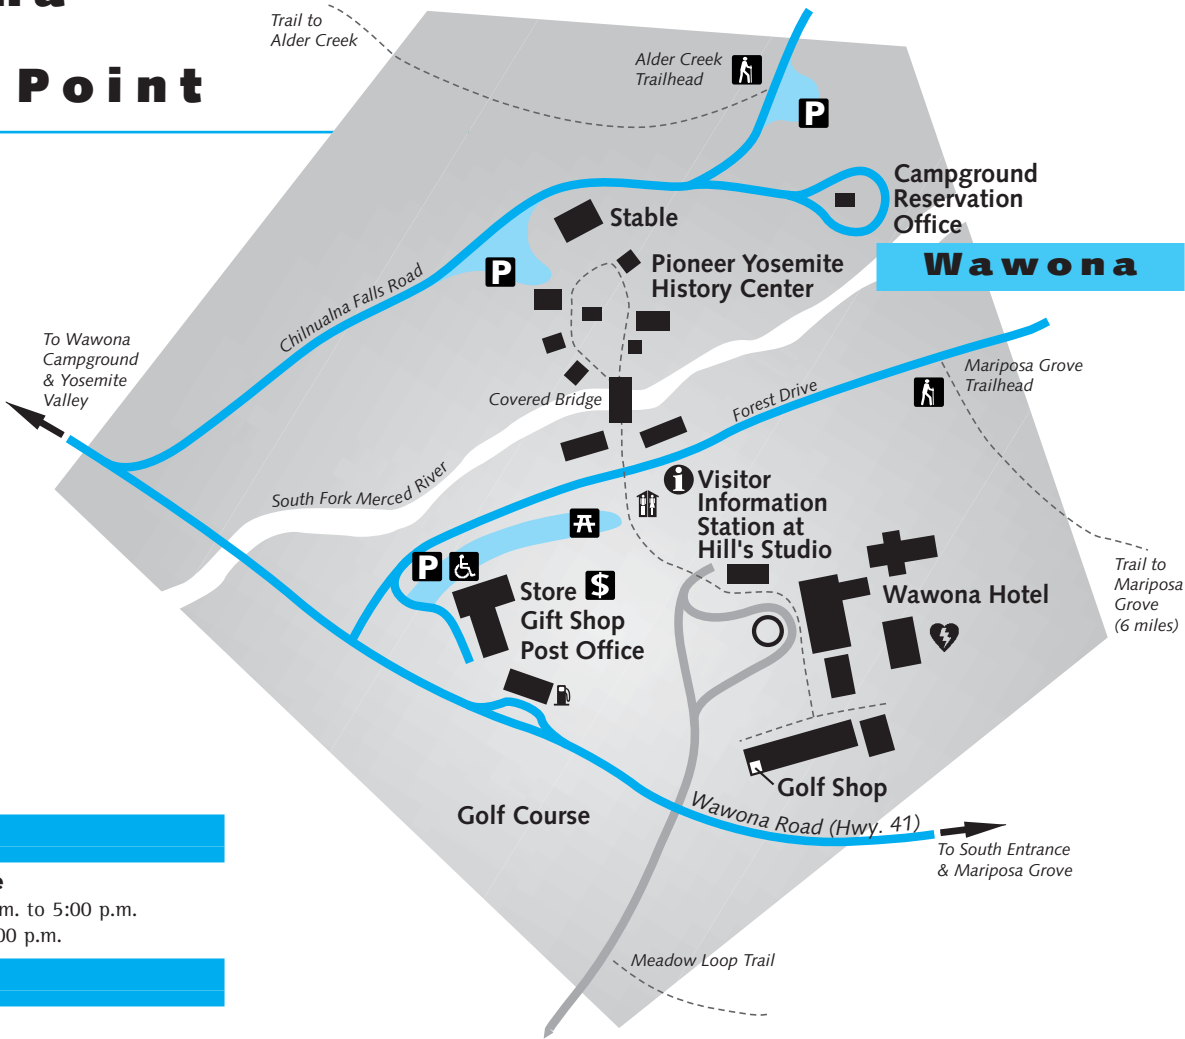 Point
Trail to
Alder Creek
Alder Creek
Trailhead
P
Campground
Reservation
Office
Wawona
Stable
Pioneer Yosemite
History Center
P
Chilnualna Falls Road
To Wawona
Campground
& Yosemite
Valley
Covered Bridge
Forest Drive
Mariposa Grove
Trailhead
South Fork Merced River
i
Visitor
Information
Station at
Hill's Studio
P
Store $
Gift Shop
Post Office
Wawona Hotel
Trail to
Mariposa
Grove
(6 miles)
Golf Shop
Golf Course
Wawona Road (Hwy. 41)
To South Entrance
& Mariposa Grove
Meadow Loop Trail
m. to 5:00 p.m.
00 p.m.